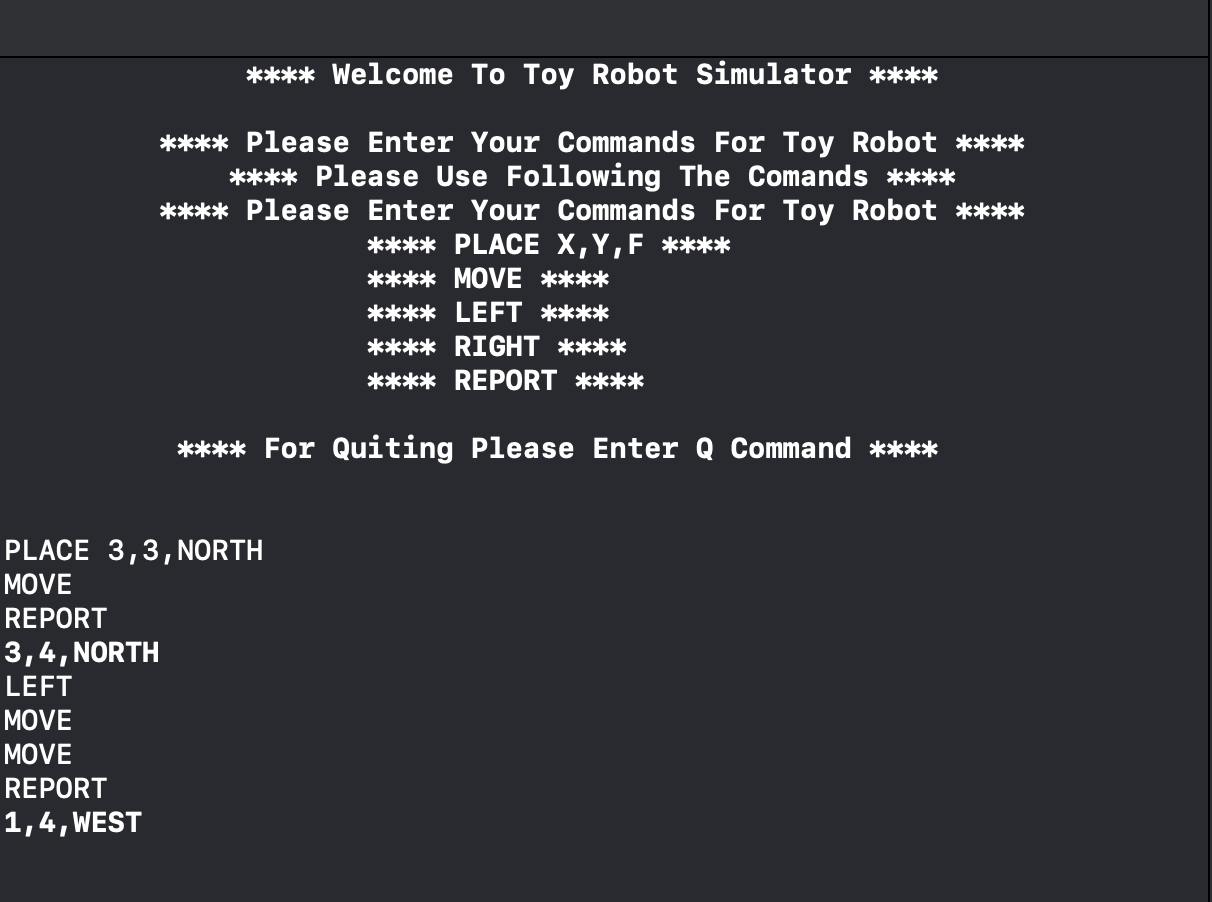 **** Welcome To Toy Robot Simulator ****
**** Please Enter Your Commands For Toy Robot ****
**** Please Use Following The Comands ****
**** Please Enter Your Commands For Toy Robot ****
**** PLACE X,Y,F ****
**** MOVE ****
**** LEFT ****
**** RIGHT ****
**** REPORT ****
**** For Quiting Please Enter Q Command ****
PLACE 3,3,NORTH
MOVE
REPORT
3,4,NORTH
LEFT
MOVE
MOVE
REPORT
1,4,WEST